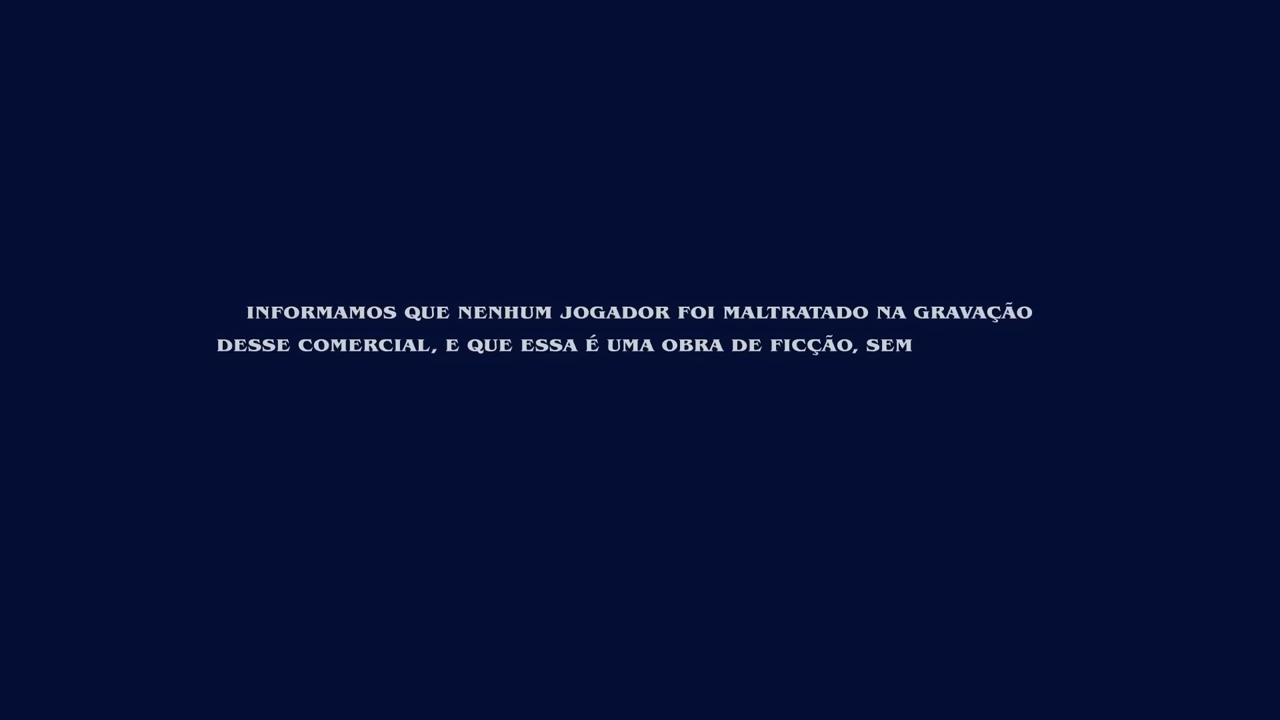 INFORMAMOS QUE NENHUM JOGADOR FOI MALTRATADO NA GRAVAÇÃO
DESSE COMERCIAL, E QUE ESSA É UMA OBRA DE FICÇÃO, SEM